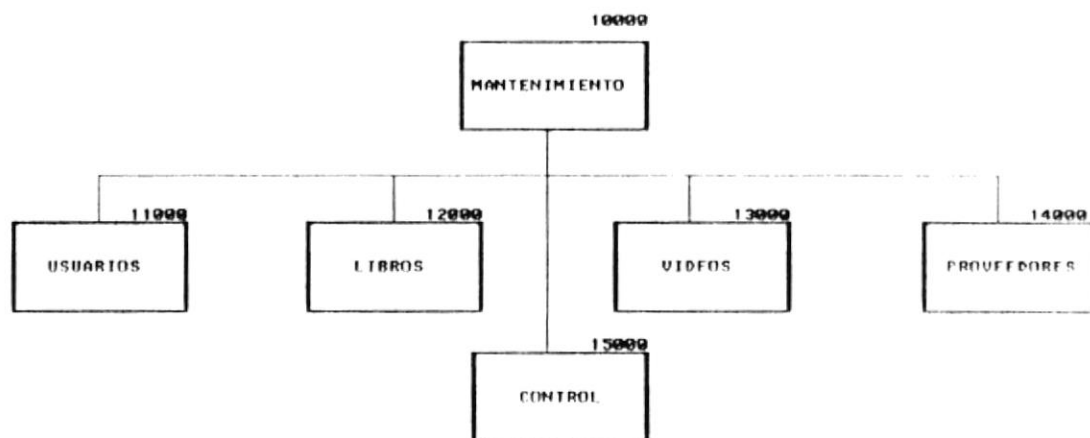 10000
MANTENIMIENTO
11000
12000
13000
14000
USUARIOS
LIBROS
VIDEOS
PROVEEDORES
15000
CONTROL